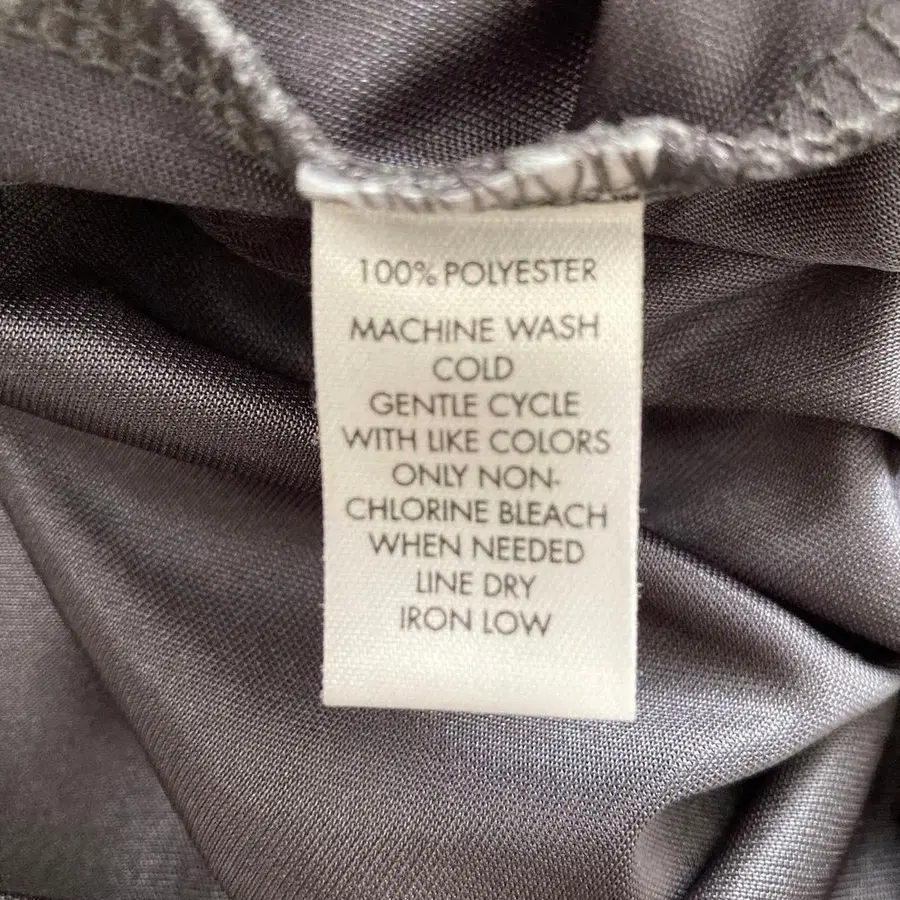 100% POLYESTER
MACHINE WASH
COLD
GENTLE CYCLE
WITH LIKE COLORS
ONLY NON-
CHLORINE BLEACH
WHEN NEEDED
LINE DRY
IRON LOW